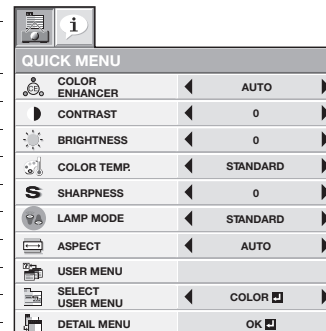 i
QUICK MENU
CE
COLOR
ENHANCER
AUTO
CONTRAST
0
BRIGHTNESS
0
COLOR TEMP.
STANDARD
S
SHARPNESS
0
LAMP MODE
STANDARD
ASPECT
AUTO
USER MENU
SELECT
USER MENU
COLOR
DETAIL MENU
OK